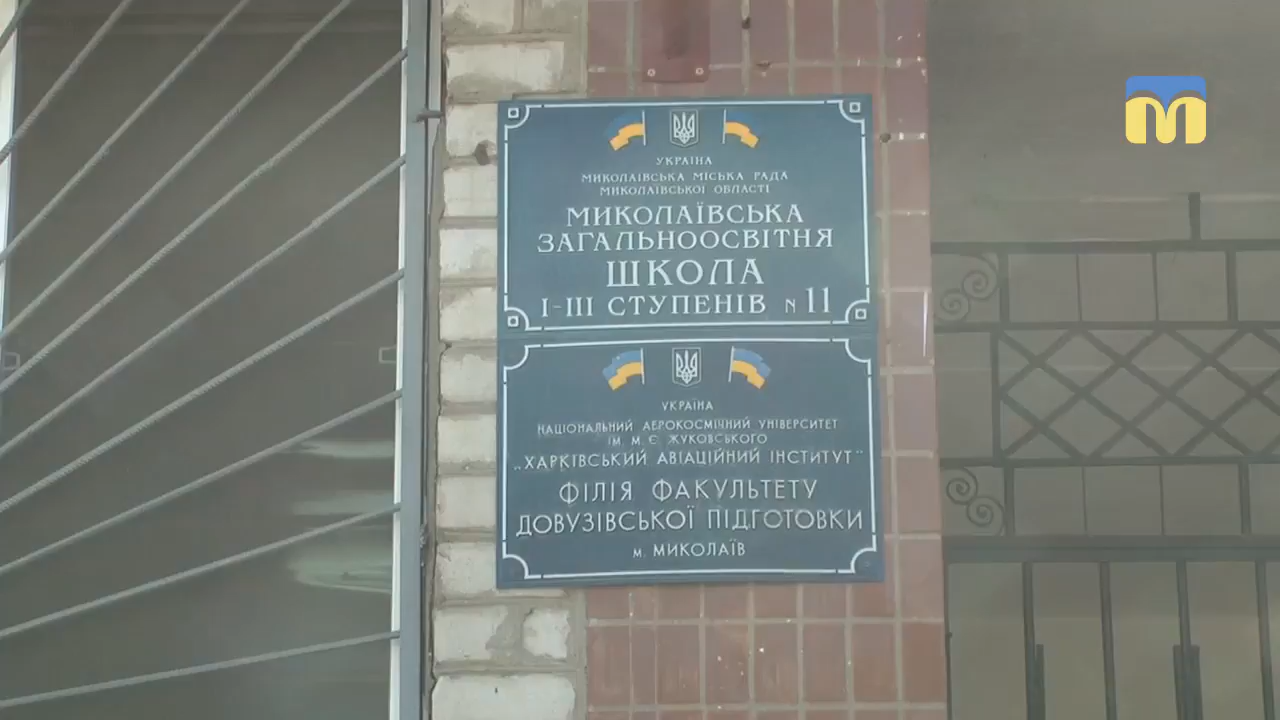 УКРАЇНА
МИКОЛАЇВСЬКА МІСЬКА РАДА
МИКОЛАЇВСЬКОЇ ОБЛАСТІ
МИКОЛАЇВСЬКА
ЗАГАЛЬНООСВІТНЯ
ШКОЛА
І-ІІІ СТУПЕНІВ N 11
УКРАЇНА
НАЦІОНАЛЬНИЙ АЕРОКОСМІЧНИЙ УНІВЕРСИТЕТ
ІМ. М. Є ЖУКОВСЬКОГО
„ХАРКІВСЬКИЙ АВІАЦІЙНИЙ ІНСТИТУТ"
ФІЛІЯ ФАКУЛЬТЕТУ
ДОВУЗІВСЬКОЇ ПІДГОТОВКИ
м. МИКОЛАЇВ